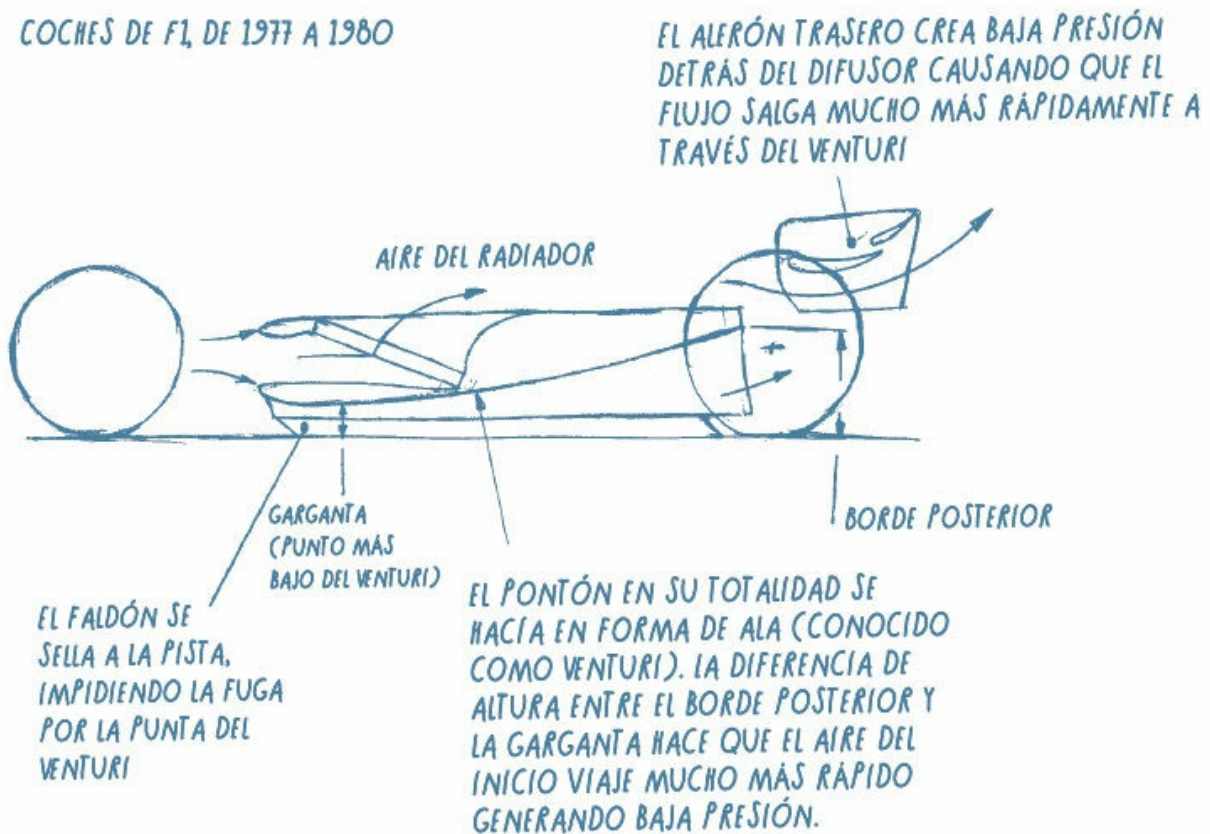 COCHES DE F1, DE 1977 A 1980
EL ALERÓN TRASERO CREA BAJA PRESIÓN
DETRÁS DEL DIFUSOR CAUSANDO QUE EL
FLUJO SALGA MUCHO MÁS RÁPIDAMENTE A
TRAVÉS DEL VENTURI
AIRE DEL RADIADOR
GARGANTA
(PUNTO MÁS
BAJO DEL VENTURI)
BORDE POSTERIOR
EL FALDÓN SE
SELLA A LA PISTA,
IMPIDIENDO LA FUGA
POR LA PUNTA DEL
VENTURI
EL PONTÓN EN SU TOTALIDAD SE
HACÍA EN FORMA DE ALA (CONOCIDO
COMO VENTURI). LA DIFERENCIA DE
ALTURA ENTRE EL BORDE POSTERIOR Y
LA GARGANTA HACE QUE EL AIRE DEL
INICIO VIAJE MUCHO MÁS RÁPIDO
GENERANDO BAJA PRESIÓN.